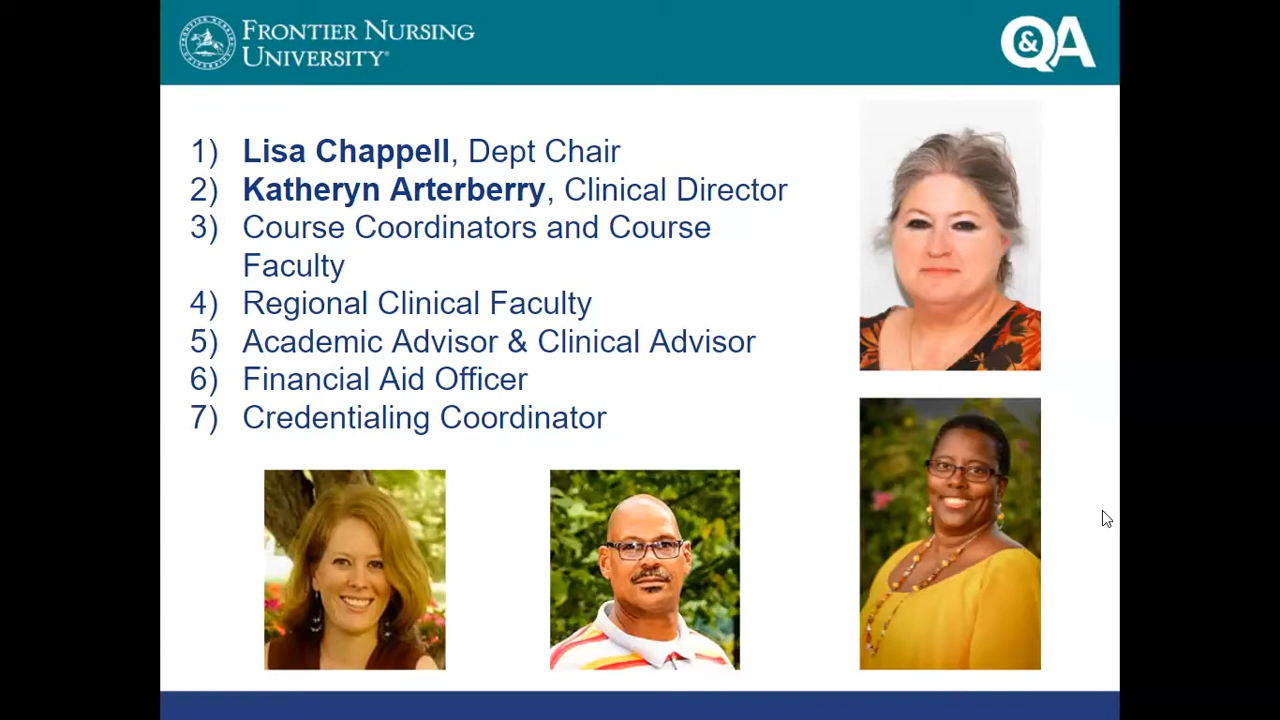 FRONTIER NURSING
UNIVERSITY
Q&A
1) Lisa Chappell, Dept Chair
2) Katheryn Arterberry, Clinical Director
3) Course Coordinators and Course
Faculty
4) Regional Clinical Faculty
5) Academic Advisor & Clinical Advisor
6) Financial Aid Officer
7) Credentialing Coordinator